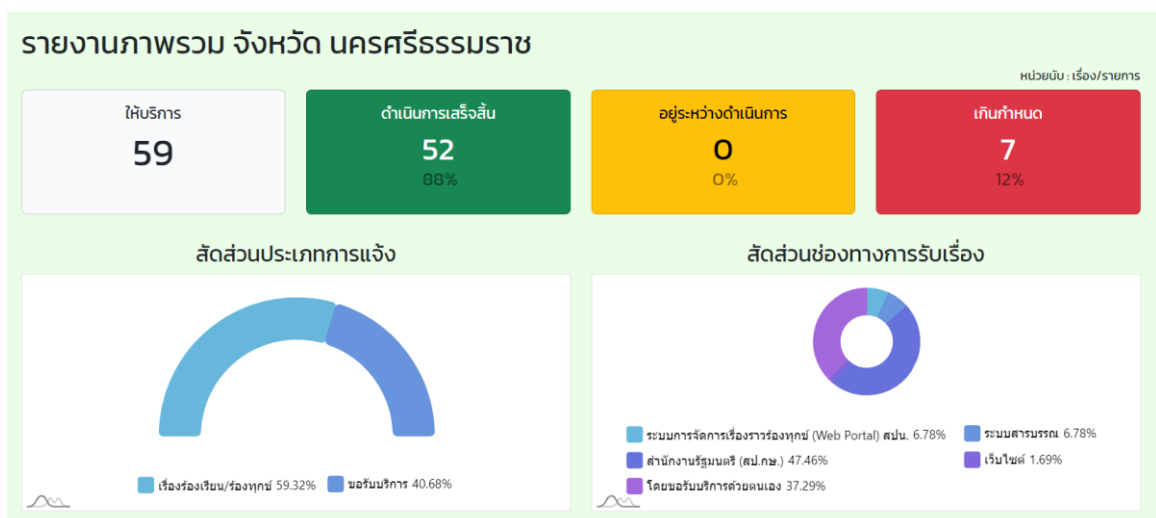 รายงานภาพรวม จังหวัด นครศรีธรรมราช
หน่วยนับ : เรื่อง/รายการ
ให้บริการ
59
ดำเนินการเสร็จสิ้น
52
88%
อยู่ระหว่างดำเนินการ
0
0%
เกินกำหนด
7
12%
สัดส่วนประเภทการแจ้ง
เรื่องร้องเรียน/ร้องทุกข์ 59.32% ขอรับบริการ 40.68%
สัดส่วนช่องทางการรับเรื่อง
ระบบการจัดการเรื่องราวร้องทุกข์ (Web Portal) สปน. 6.78% ระบบสารบรรณ 6.78%
สำนักงานรัฐมนตรี (สป.กษ.) 47.46% เว็บไซต์ 1.69%
โดยขอรับบริการด้วยตนเอง 37.29%